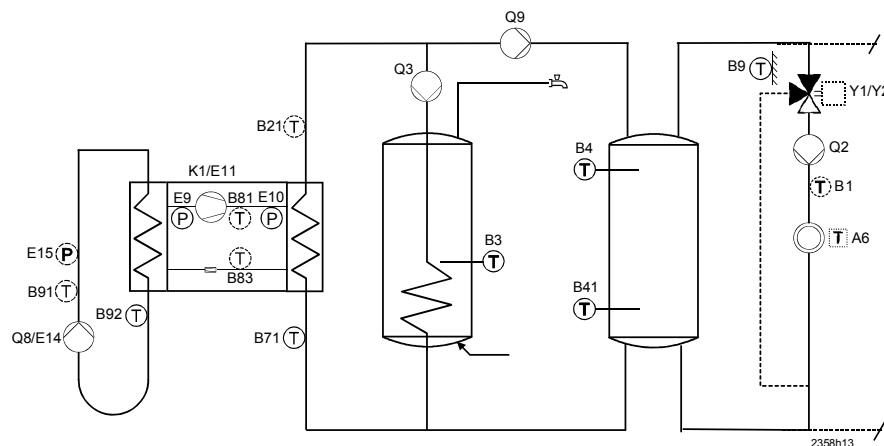 Q9
Q3
B9 T
Y1/Y2
B21 T
B4 T
Q2
K1/E11
E9 B81 E10
P T P
T B1
E15 P
T
B83
B3 T
T A6
B91 T
B92 T
B41 T
Q8/E14
B71 T
2358h13